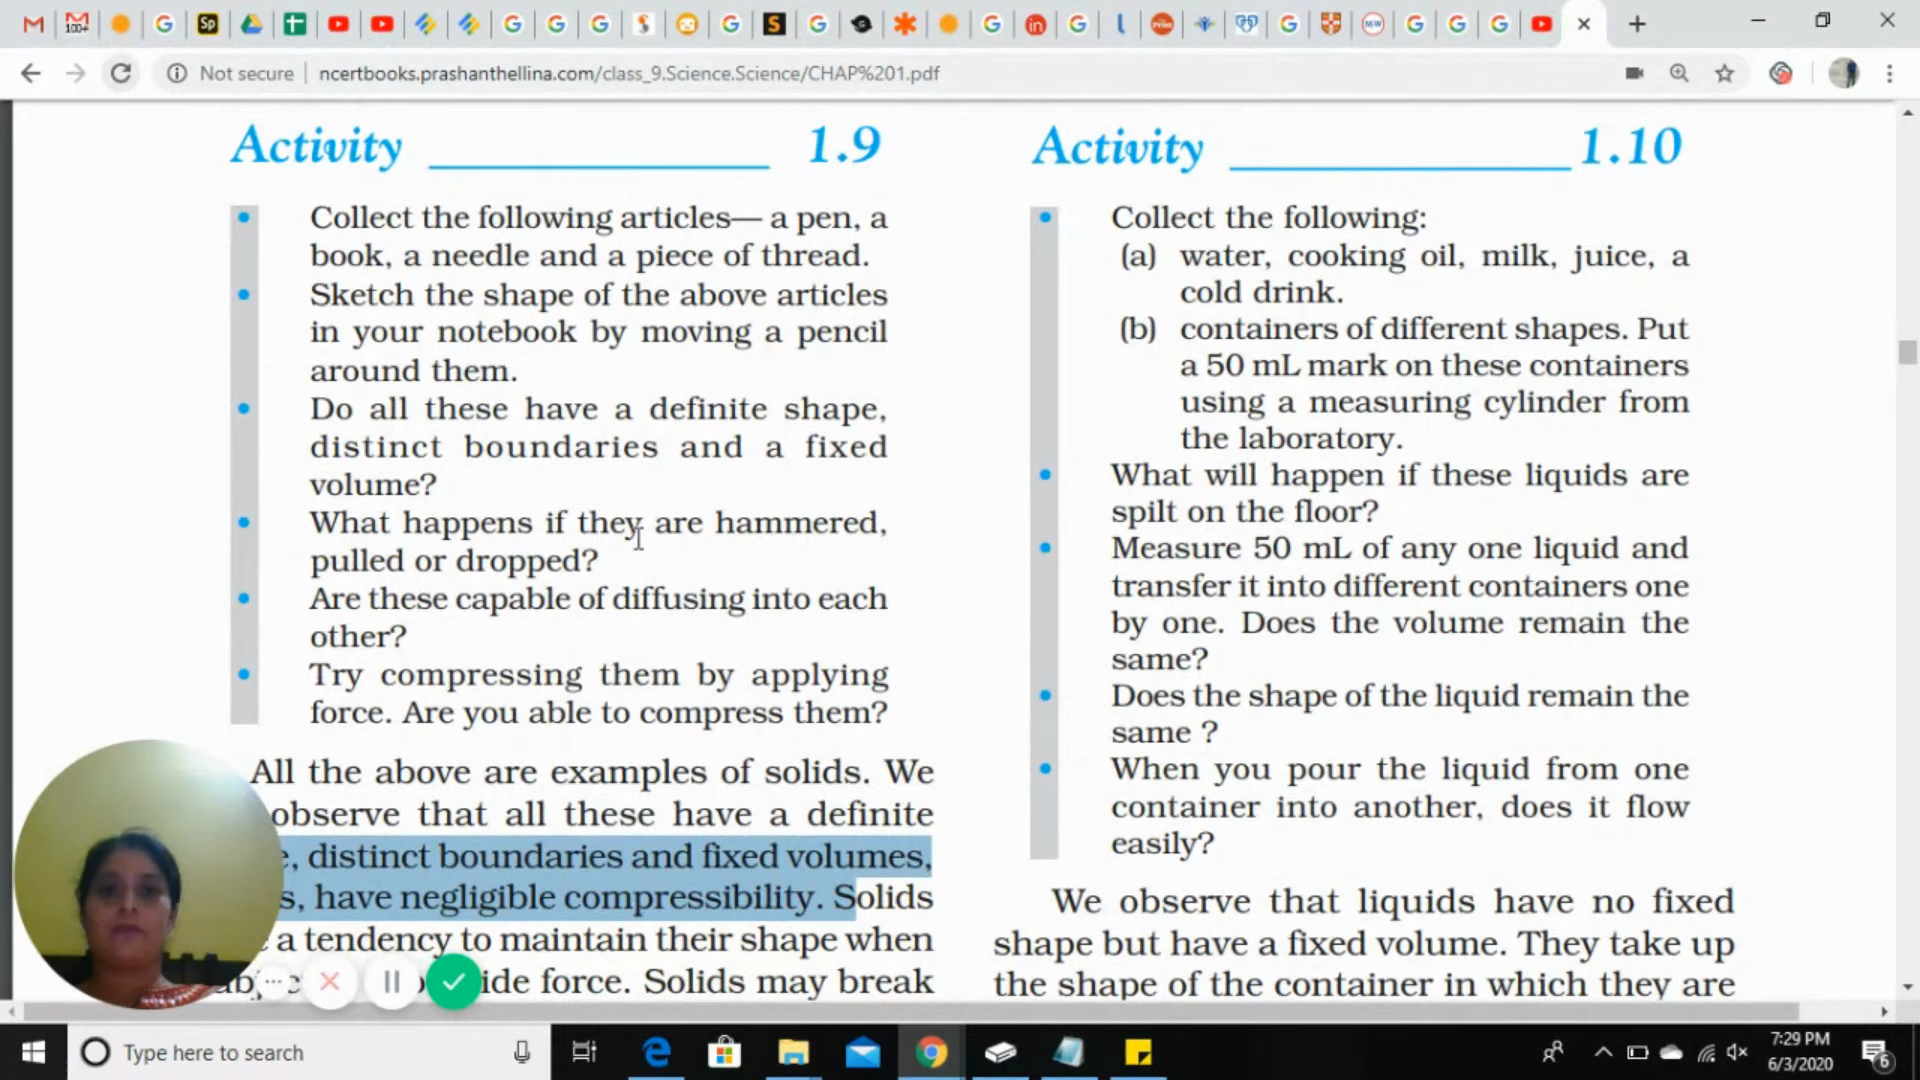 100+
Sp
S
in
l
Print
M-W
Not secure
ncertbooks.prashanthellina.com/class_9.Science.Science/CHAP%201.pdf
Activity 1.9
• Collect the following articles— a pen, a
book, a needle and a piece of thread.
• Sketch the shape of the above articles
in your notebook by moving a pencil
around them.
• Do all these have a definite shape,
distinct boundaries and a fixed
volume?
• What happens if they are hammered,
pulled or dropped?
• Are these capable of diffusing into each
other?
• Try compressing them by applying
force. Are you able to compress them?
All the above are examples of solids. We
observe that all these have a definite
e, distinct boundaries and fixed volumes,
s, have negligible compressibility. Solids
a tendency to maintain their shape when
ide force. Solids may break
Activity 1.10
• Collect the following:
(a) water, cooking oil, milk, juice, a
cold drink.
(b) containers of different shapes. Put
a 50 mL mark on these containers
using a measuring cylinder from
the laboratory.
• What will happen if these liquids are
spilt on the floor?
• Measure 50 mL of any one liquid and
transfer it into different containers one
by one. Does the volume remain the
same?
• Does the shape of the liquid remain the
same ?
• When you pour the liquid from one
container into another, does it flow
easily?
We observe that liquids have no fixed
shape but have a fixed volume. They take up
the shape of the container in which they are
Type here to search
7:29 PM
6/3/2020
6